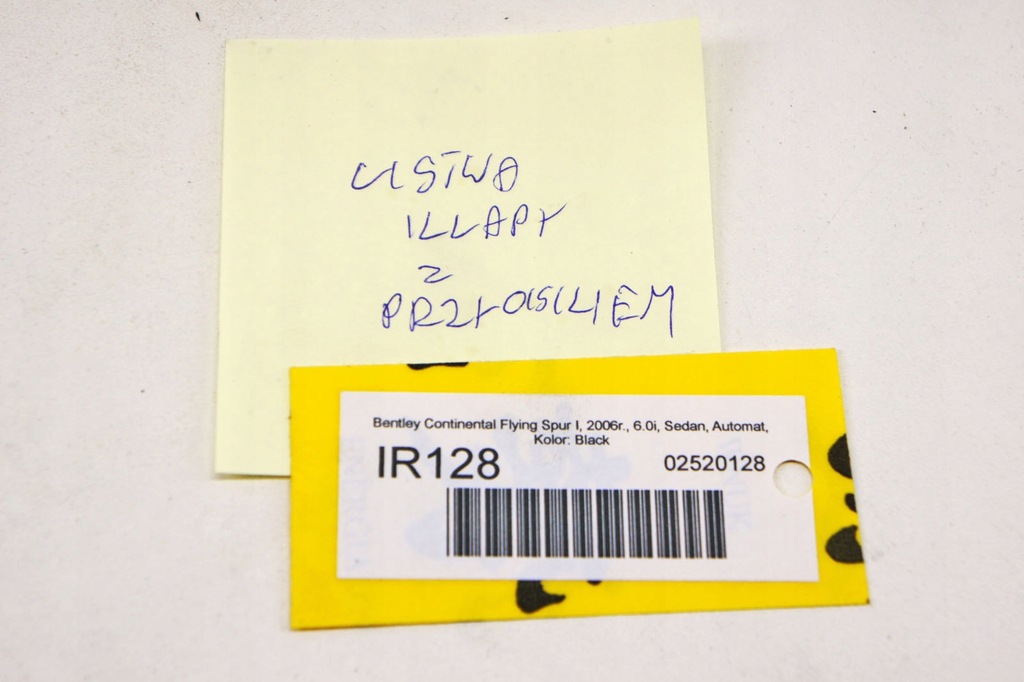 LISTWA
KLAPY
Z
PRZYCISKIEM
Bentley Continental Flying Spur I, 2006r., 6.0i, Sedan, Automat,
Kolor: Black
IR128
02520128